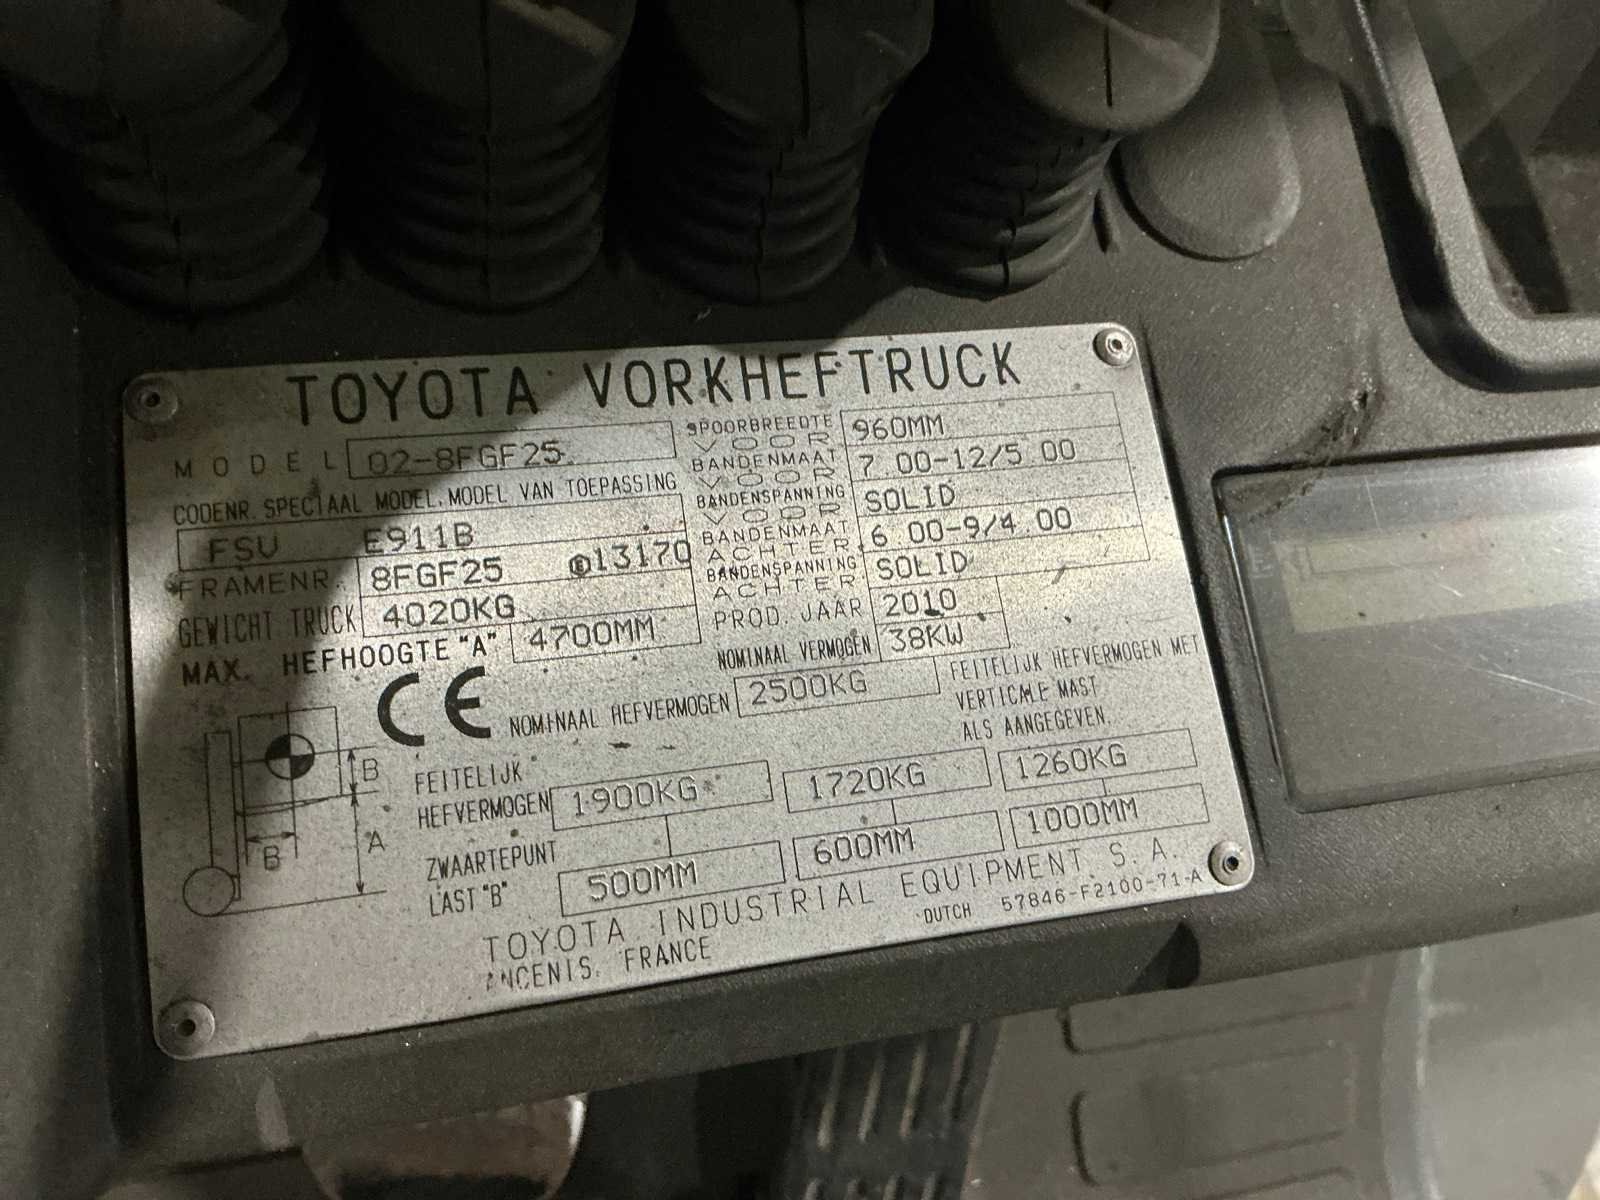 TOYOTA VORKHEFTRUCK
MODEL 02-8FGF25
CODENR. SPECIAAL MODEL, MODEL VAN TOEPASSING
FSV E911B
FRAMENR. 8FGF25 13170
GEWICHT TRUCK 4020KG
MAX. HEFHOOGTE "A" 4700MM
SPOORBREEDTE VOOR 960MM
BANDENMAAT VOOR 7.00-12/5.00
BANDENSPANNING VOOR SOLID
BANDENMAAT ACHTER 6.00-9/4.00
BANDENSPANNING ACHTER SOLID
PROD. JAAR 2010
NOMINAAL VERMOGEN 38KW
CE
NOMINAAL HEFVERMOGEN 2500KG
FEITELIJK HEFVERMOGEN MET
VERTICALE MAST
ALS AANGEGEVEN.
FEITELIJK
HEFVERMOGEN 1900KG 1720KG 1260KG
ZWAARTEPUNT
LAST "B" 500MM 600MM 1000MM
B
A
B
TOYOTA INDUSTRIAL EQUIPMENT S.A.
ANCENIS, FRANCE
DUTCH 57846-F2100-71-A